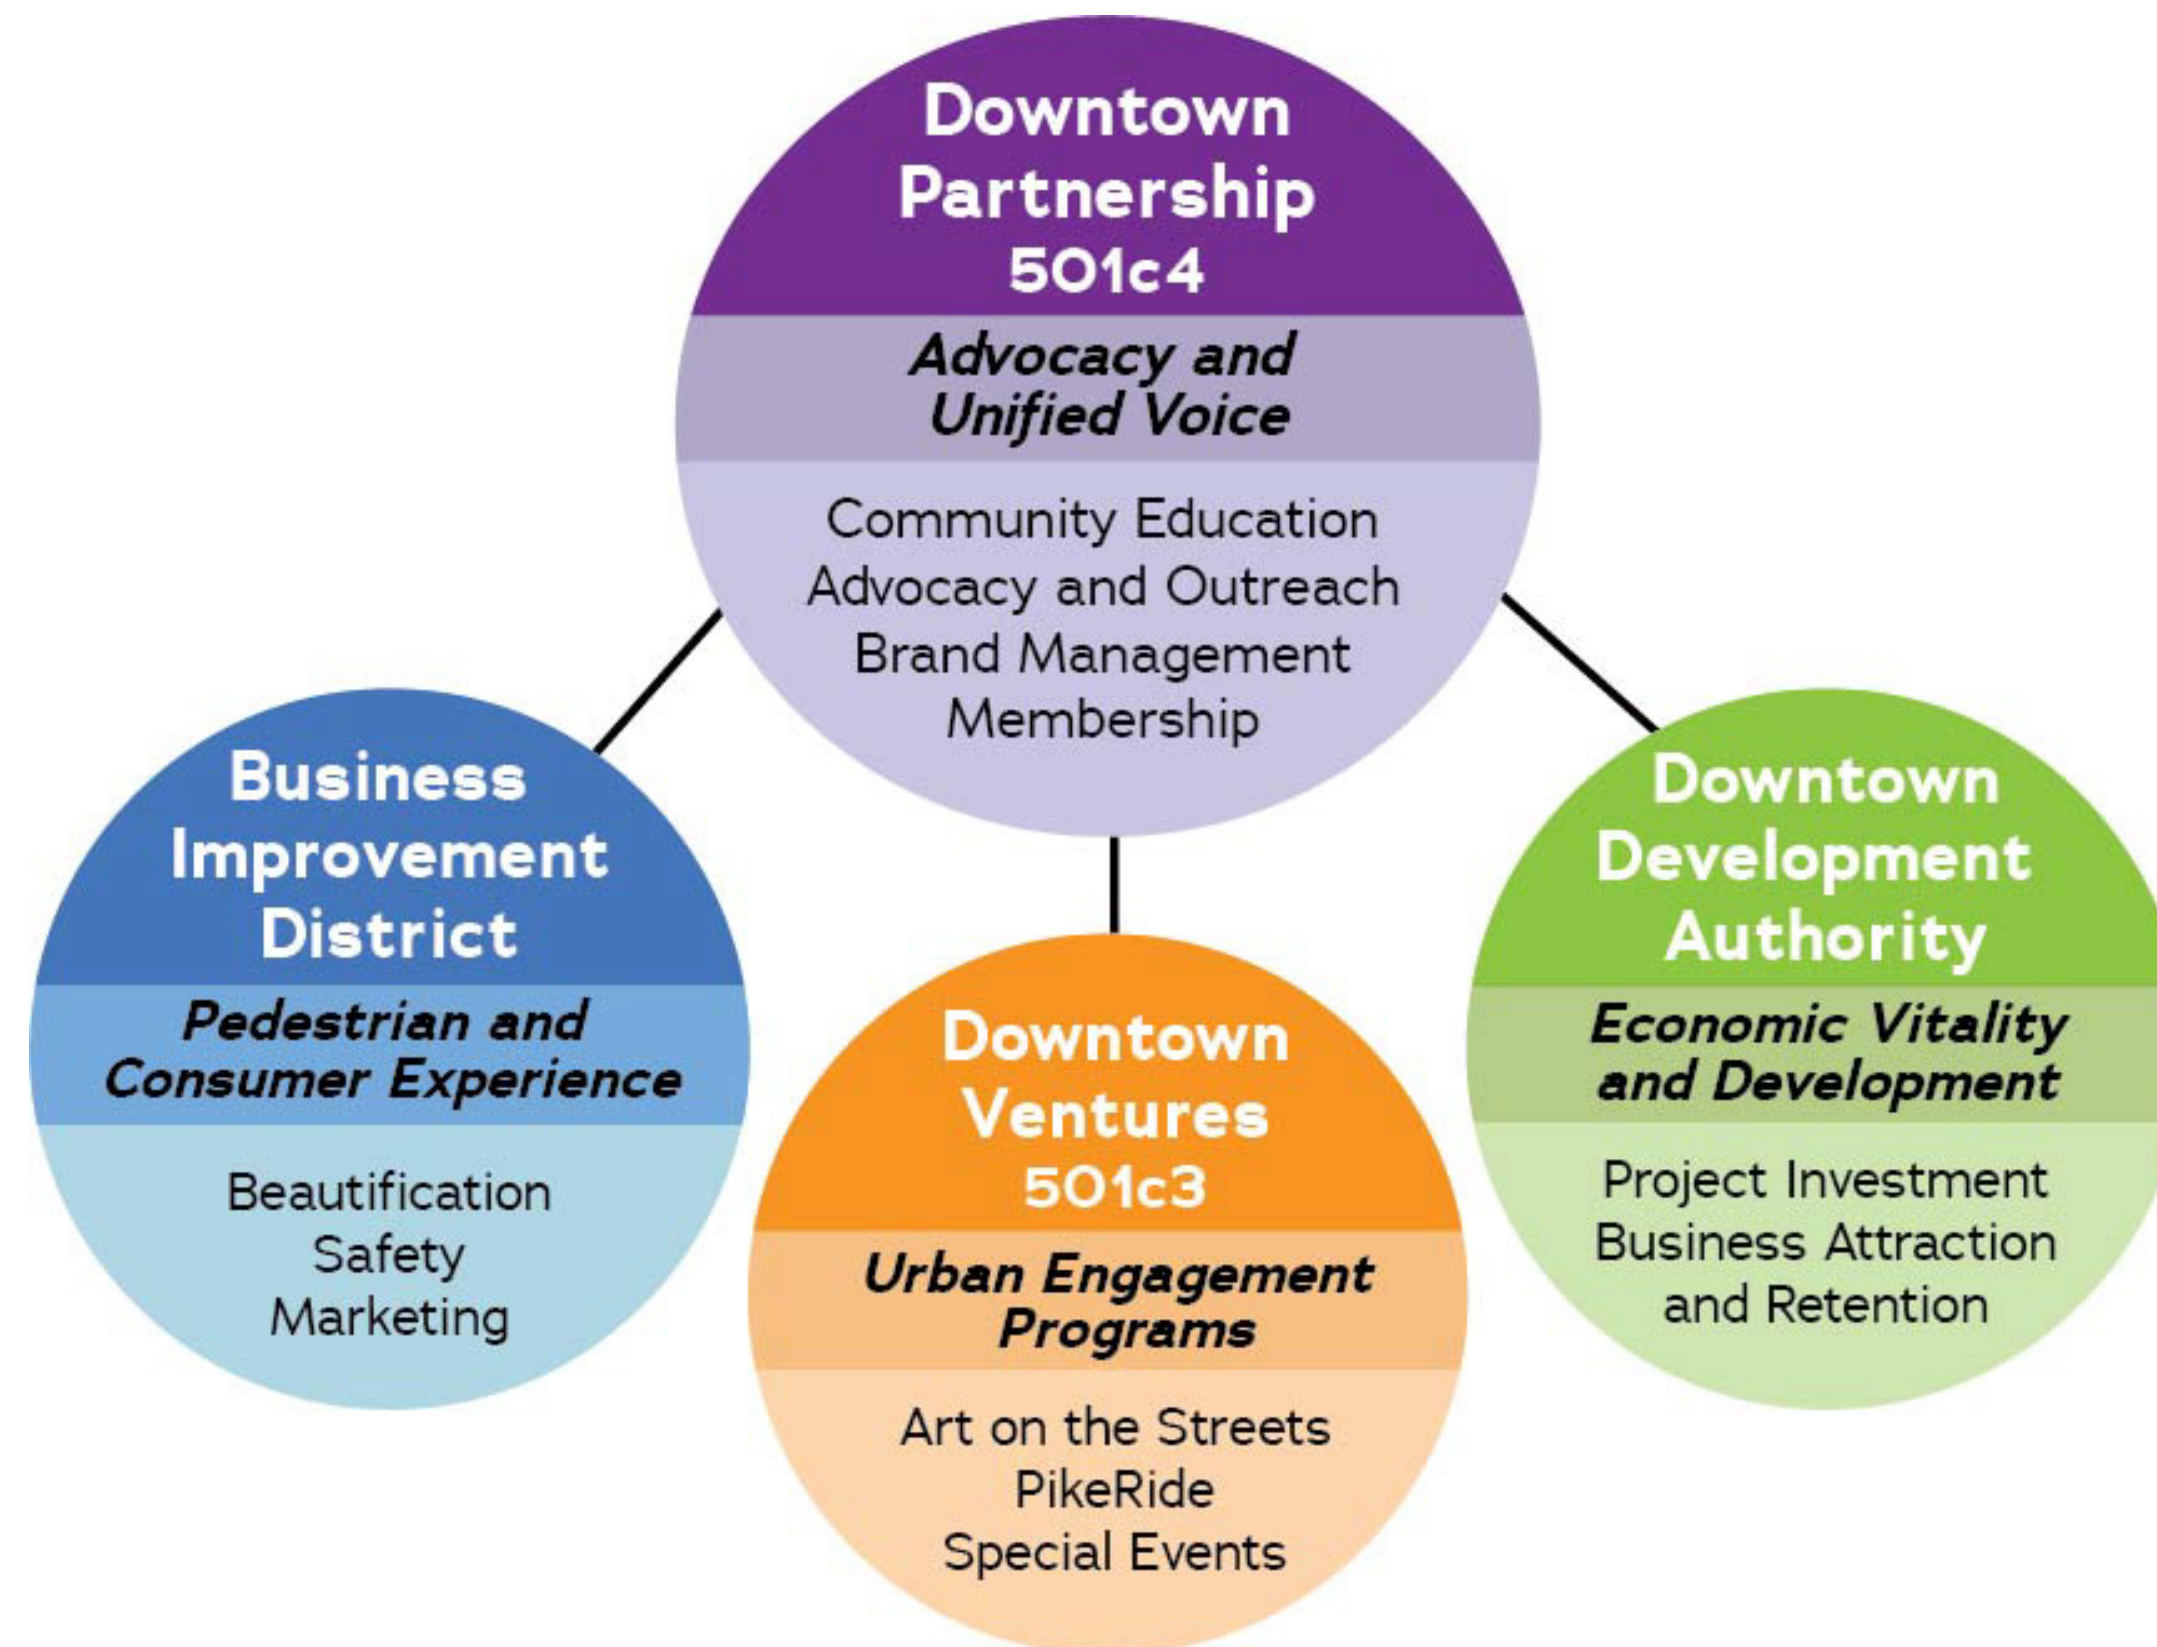 Downtown
Partnership
501c4
Advocacy and
Unified Voice
Community Education
Advocacy and Outreach
Brand Management
Membership
Business
Improvement
District
Pedestrian and
Consumer Experience
Beautification
Safety
Marketing
Downtown
Ventures
501c3
Urban Engagement
Programs
Art on the Streets
PikeRide
Special Events
Downtown
Development
Authority
Economic Vitality
and Development
Project Investment
Business Attraction
and Retention